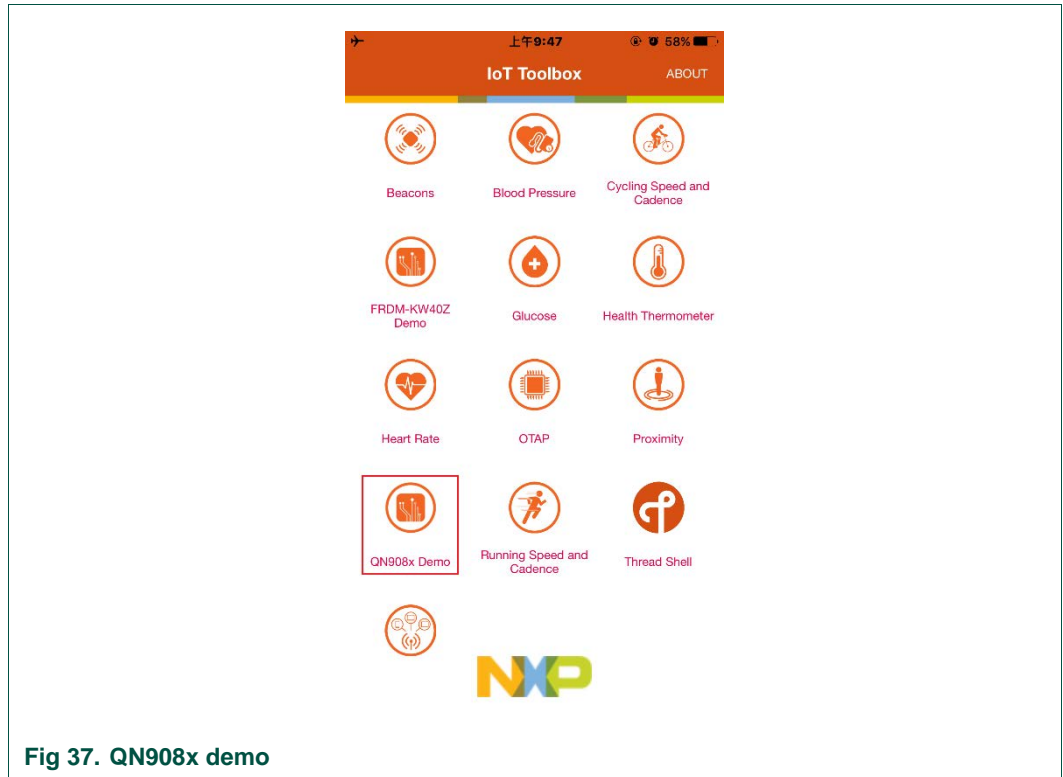 上午9:47 58%
IoT Toolbox ABOUT
Beacons
Blood Pressure
Cycling Speed and
Cadence
FRDM-KW40Z
Demo
Glucose
Health Thermometer
Heart Rate
OTAP
Proximity
QN908x Demo
Running Speed and
Cadence
Thread Shell
NXP
Fig 37. QN908x demo